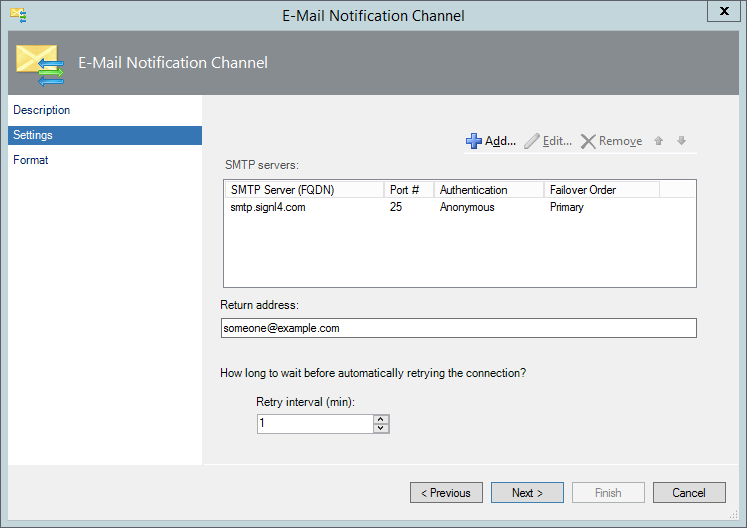 E-Mail Notification Channel
X
E-Mail Notification Channel
Description
Settings
Format
Add... Edit... Remove
SMTP servers:
SMTP Server (FQDN) Port # Authentication Failover Order
smtp.signl4.com 25 Anonymous Primary
Return address:
someone@example.com
How long to wait before automatically retrying the connection?
Retry interval (min):
1
< Previous Next > Finish Cancel